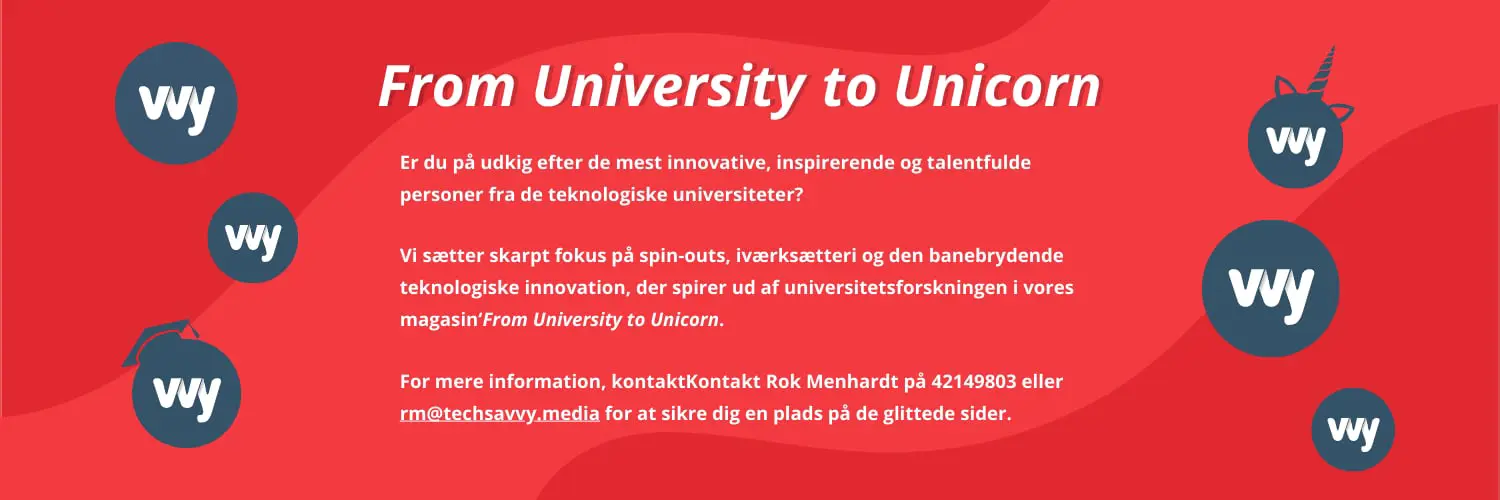 From University to Unicorn
Er du på udkig efter de mest innovative, inspirerende og talentfulde
personer fra de teknologiske universiteter?
Vi sætter skarpt fokus på spin-outs, iværksætteri og den banebrydende
teknologiske innovation, der spirer ud af universitetsforskningen i vores
magasin'From University to Unicorn.
For mere information, kontaktKontakt Rok Menhardt på 42149803 eller
rm@techsavvy.media for at sikre dig en plads på de glittede sider.
vvy
vvy
vvy
vvy
vvy
vvy